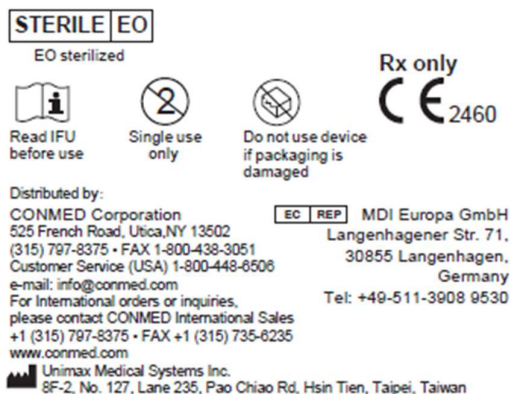 STERILE EO
EO sterilized
Rx only
CE 2460
2
Read IFU
before use
Single use
only
Do not use device
if packaging is
damaged
Distributed by:
CONMED Corporation
525 French Road, Utica,NY 13502
(315) 797-8375 • FAX 1-800-438-3051
Customer Service (USA) 1-800-448-6506
e-mail: info@conmed.com
For International orders or inquiries,
please contact CONMED International Sales
+1 (315) 797-8375 • FAX +1 (315) 735-6235
www.conmed.com
EC REP MDI Europa GmbH
Langenhagener Str. 71,
30855 Langenhagen,
Germany
Tel: +49-511-3908 9530
Unimax Medical Systems Inc.
8F-2, No. 127, Lane 235, Pao Chiao Rd, Hsin Tien, Taipei, Taiwan